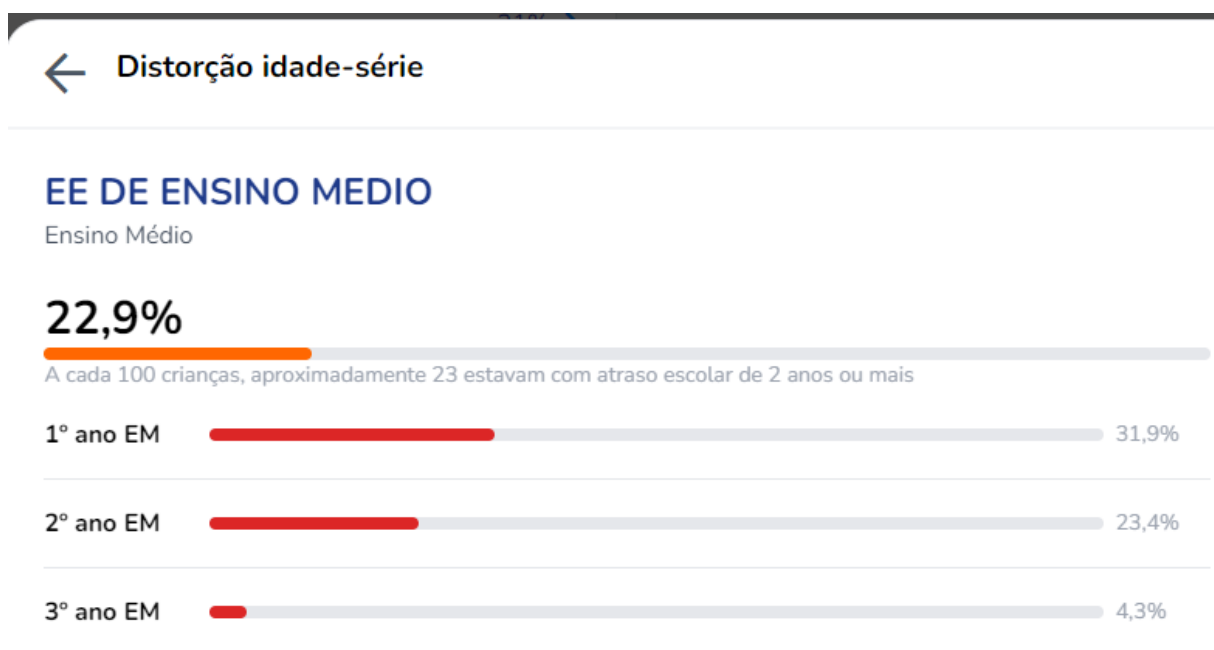 Distorção idade-série
EE DE ENSINO MEDIO
Ensino Médio
22,9%
A cada 100 crianças, aproximadamente 23 estavam com atraso escolar de 2 anos ou mais
1º ano EM 31,9%
2º ano EM 23,4%
3º ano EM 4,3%